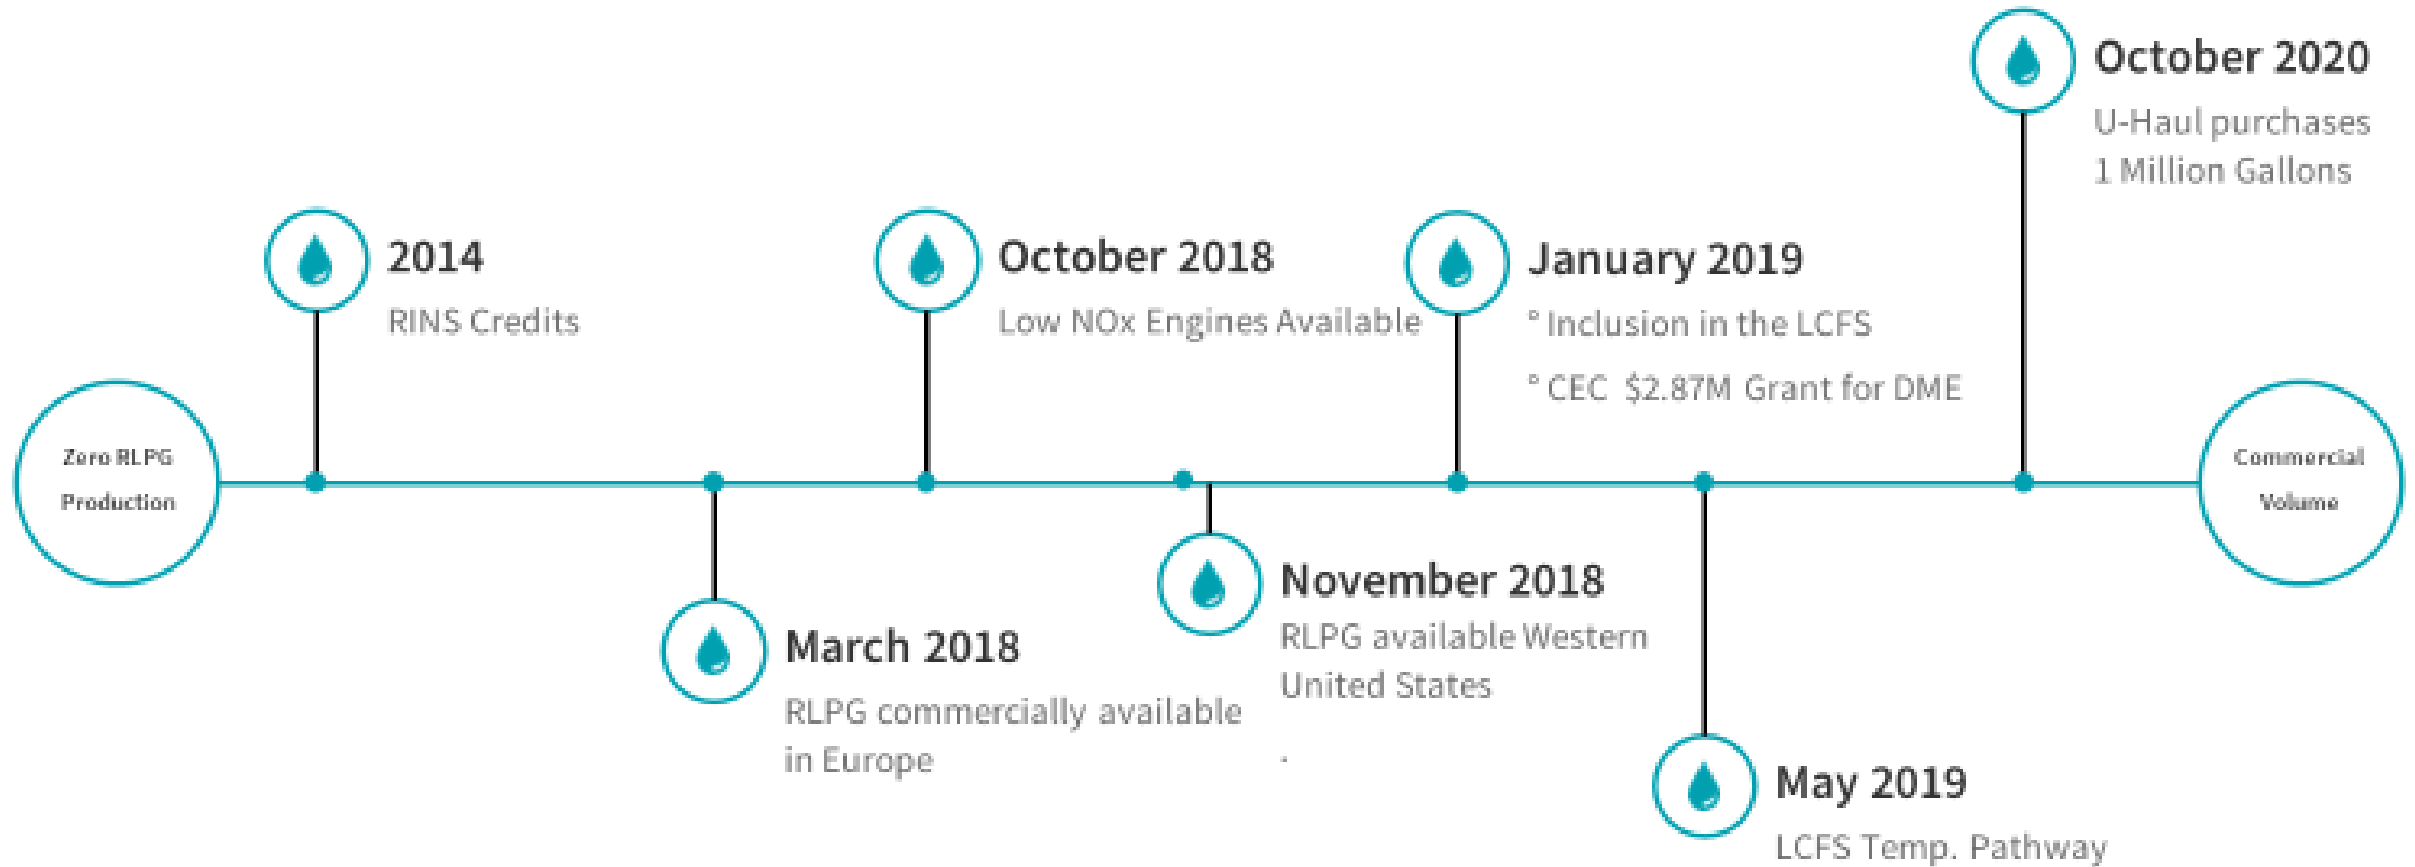 Zero RLPG
Production
2014
RINS Credits
March 2018
RLPG commercially available
in Europe
October 2018
Low NOx Engines Available
November 2018
RLPG available Western
United States
.
January 2019
° Inclusion in the LCFS
° CEC $2.87M Grant for DME
May 2019
LCFS Temp. Pathway
October 2020
U-Haul purchases
1 Million Gallons
Commercial
Volume